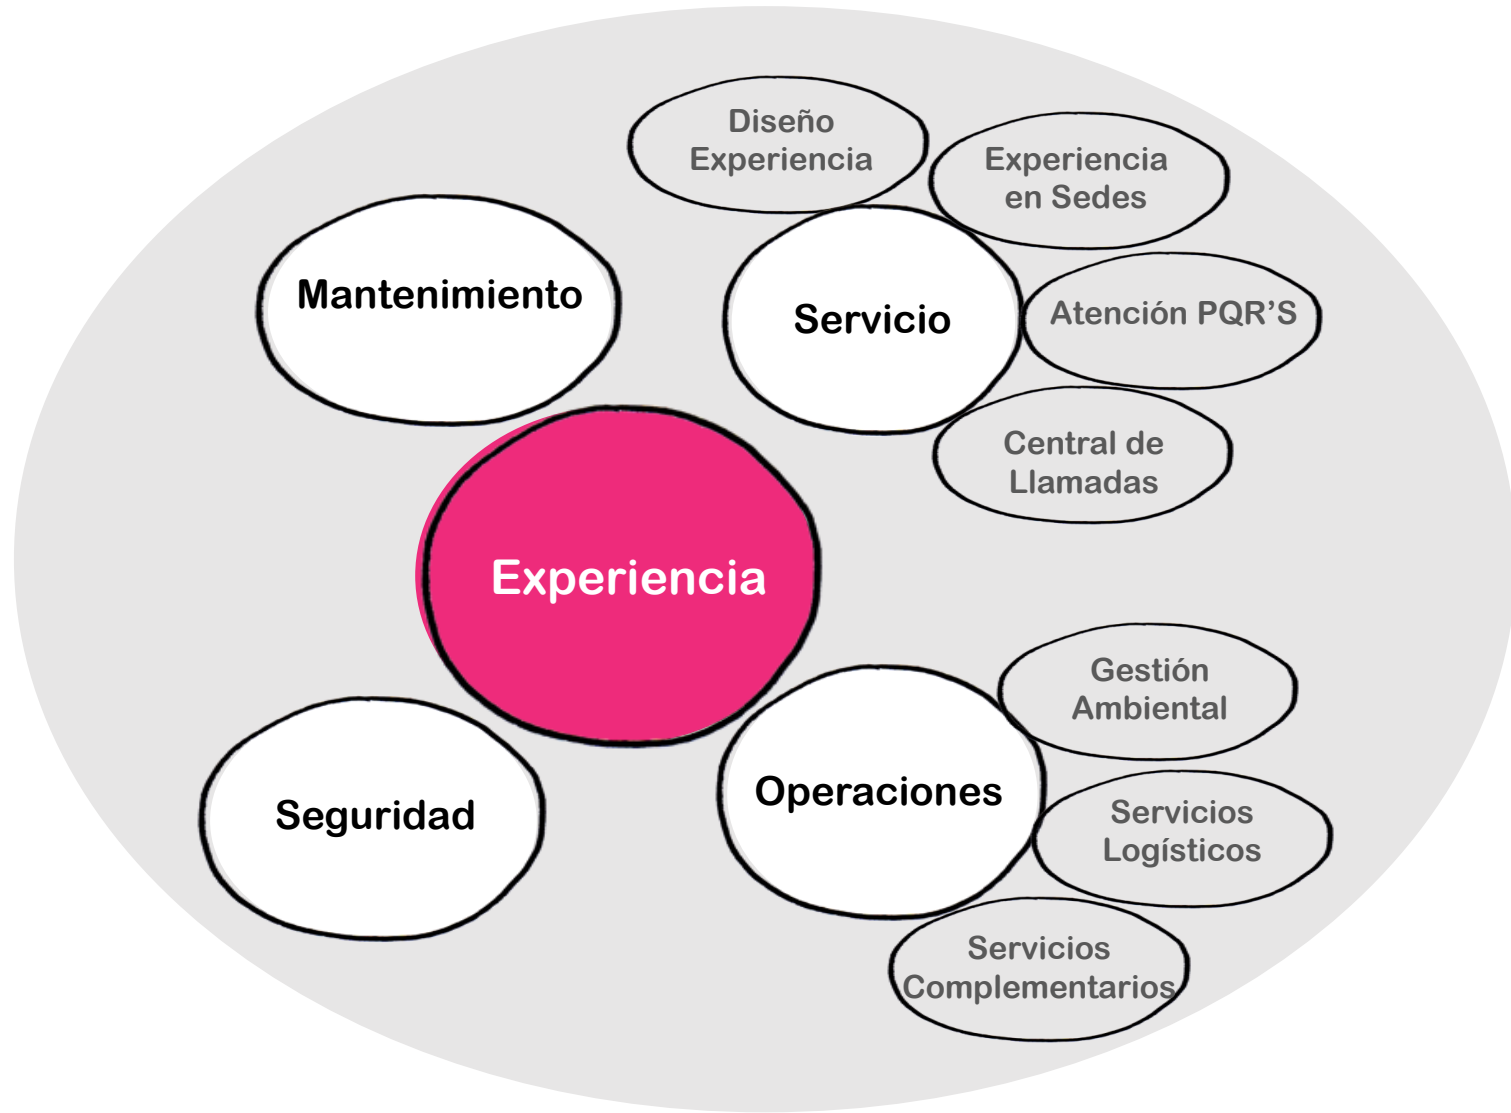 Diseño
Experiencia
Experiencia
en Sedes
Mantenimiento
Servicio
Atención PQR’S
Central de
Llamadas
Experiencia
Gestión
Ambiental
Operaciones
Seguridad
Servicios
Logísticos
Servicios
Complementarios